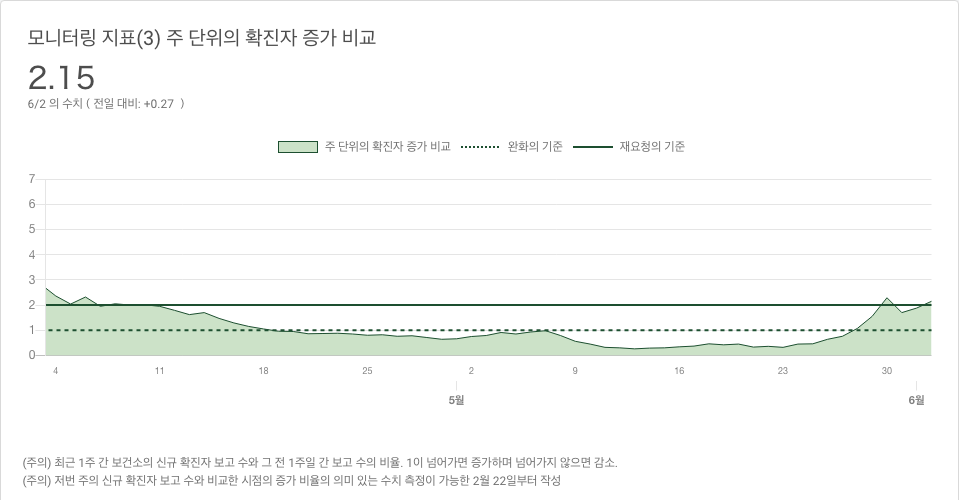 모니터링 지표(3) 주 단위의 확진자 증가 비교
2.15
6/2 의 수치 ( 전일 대비: +0.27 )
주 단위의 확진자 증가 비교 완화의 기준 재요청의 기준
7
6
5
4
3
2
1
0
4 11 18 25 2 9 16 23 30
5월 6월
(주의) 최근 1주 간 보건소의 신규 확진자 보고 수와 그 전 1주일 간 보고 수의 비율. 1이 넘어가면 증가하며 넘어가지 않으면 감소.
(주의) 저번 주의 신규 확진자 보고 수와 비교한 시점의 증가 비율의 의미 있는 수치 측정이 가능한 2월 22일부터 작성